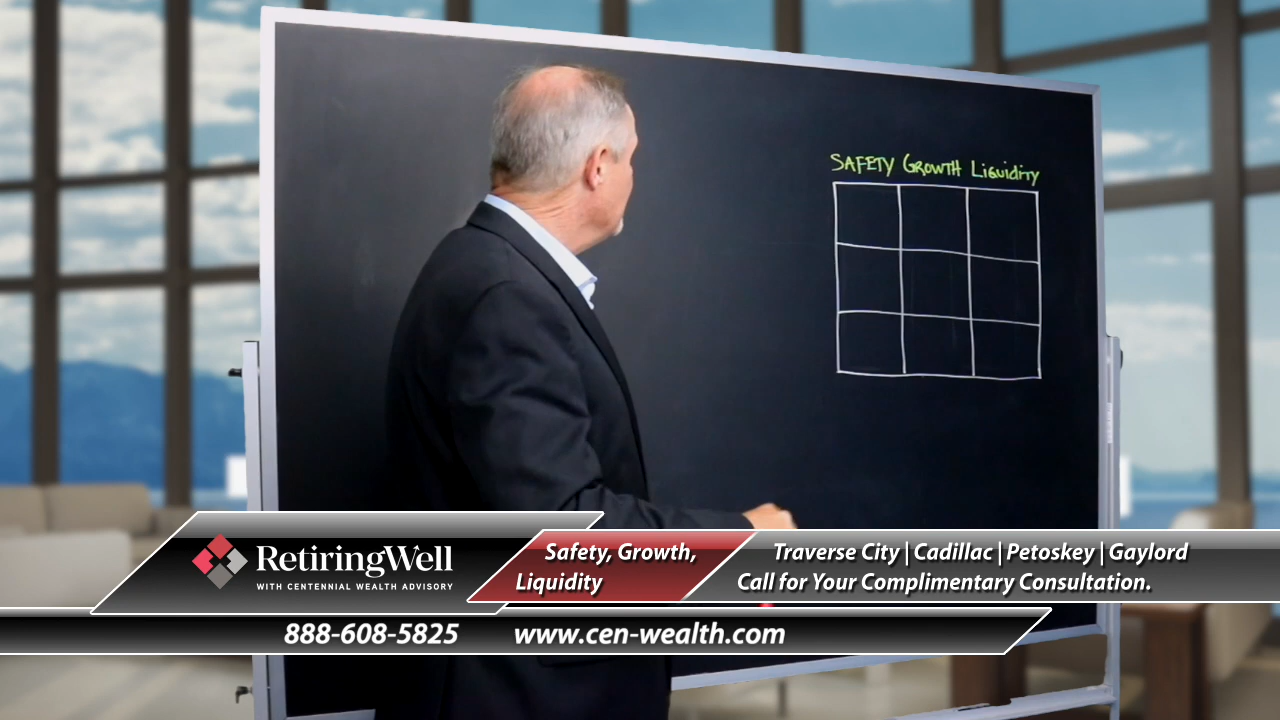 SAFETY GROWTH LIQUIDITY
RetiringWell
WITH CENTENNIAL WEALTH ADVISORY
Safety, Growth,
Liquidity
Traverse City | Cadillac | Petoskey | Gaylord
Call for Your Complimentary Consultation.
888-608-5825 www.cen-wealth.com